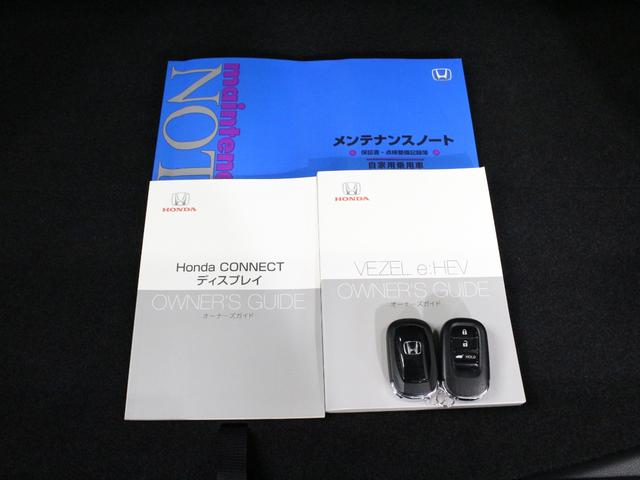 maintenance
NOT
メンテナンスノート
保証書・点検整備記録簿
自家用乗用車
HONDA
Honda CONNECT
ディスプレイ
OWNER'S GUIDE
オーナーズガイド
HONDA
VEZEL e:HEV
OWNER'S GUIDE
オーナーズガイド
HOLD